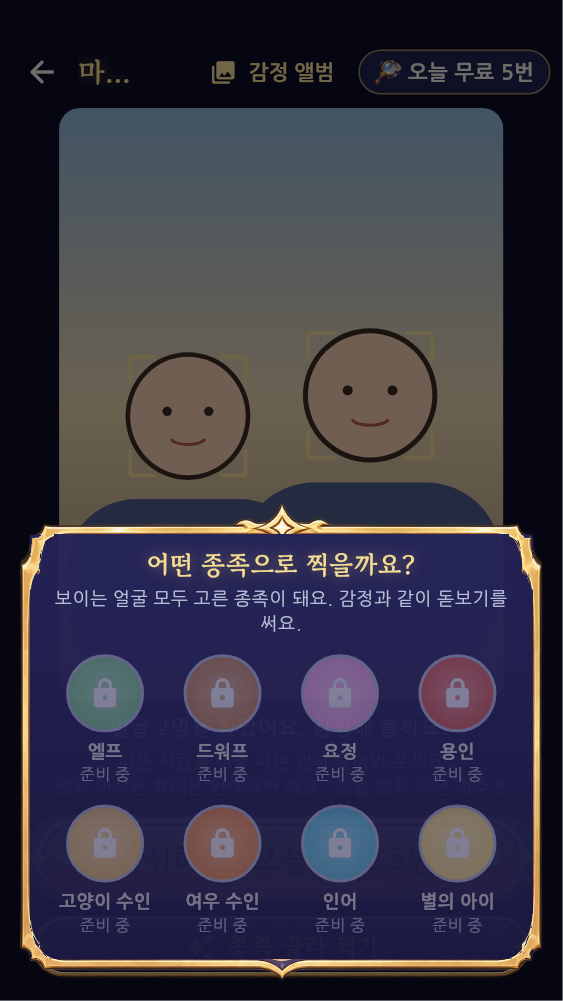 마...
감정 앨범
오늘 무료 5번
어떤 종족으로 찍을까요?
보이는 얼굴 모두 고른 종족이 돼요. 감정과 같이 돋보기를
써요.
엘프
드워프
요정
용인
준비 중
준비 중
준비 중
준비 중
고양이 수인
여우 수인
인어
별의 아이
준비 중
준비 중
준비 중
준비 중